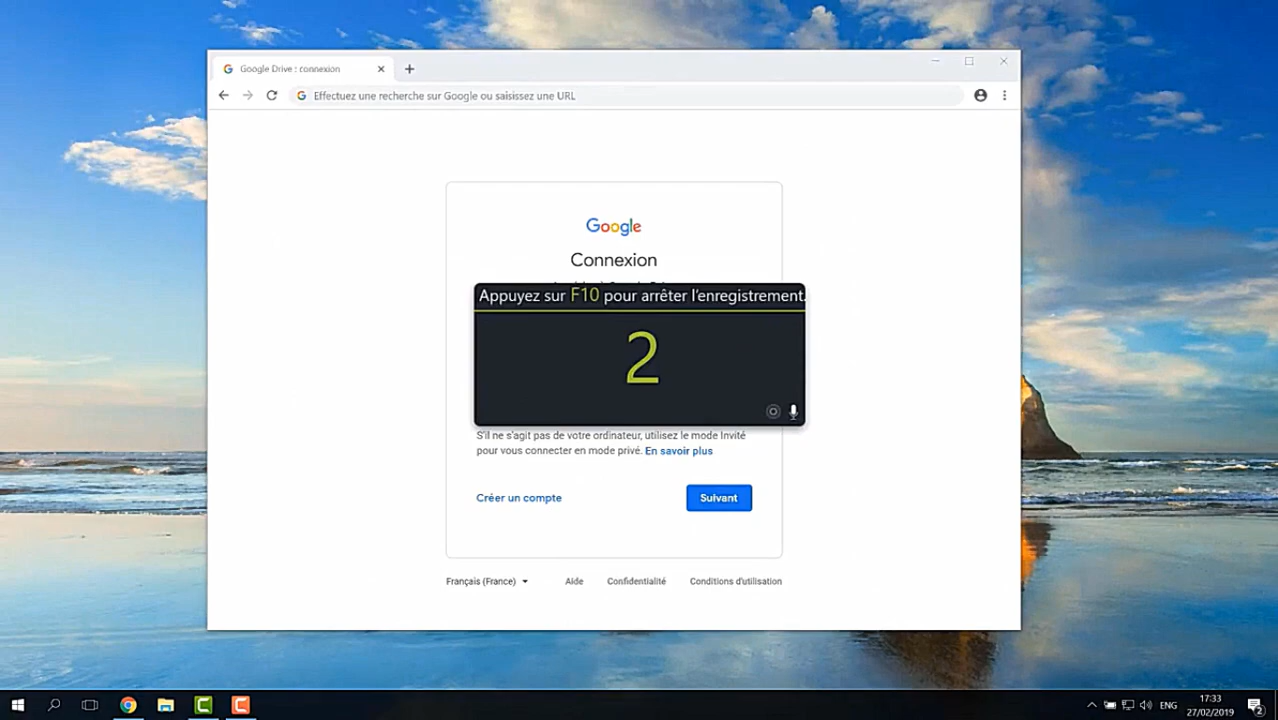 Google Drive : connexion
Effectuez une recherche sur Google ou saisissez une URL
Google
Connexion
Appuyez sur F10 pour arrêter l'enregistrement.
2
S'il ne s'agit pas de votre ordinateur, utilisez le mode Invité
pour vous connecter en mode privé. En savoir plus
Créer un compte
Suivant
Français (France) Aide Confidentialité Conditions d'utilisation
ENG
17:33
27/02/2019
2